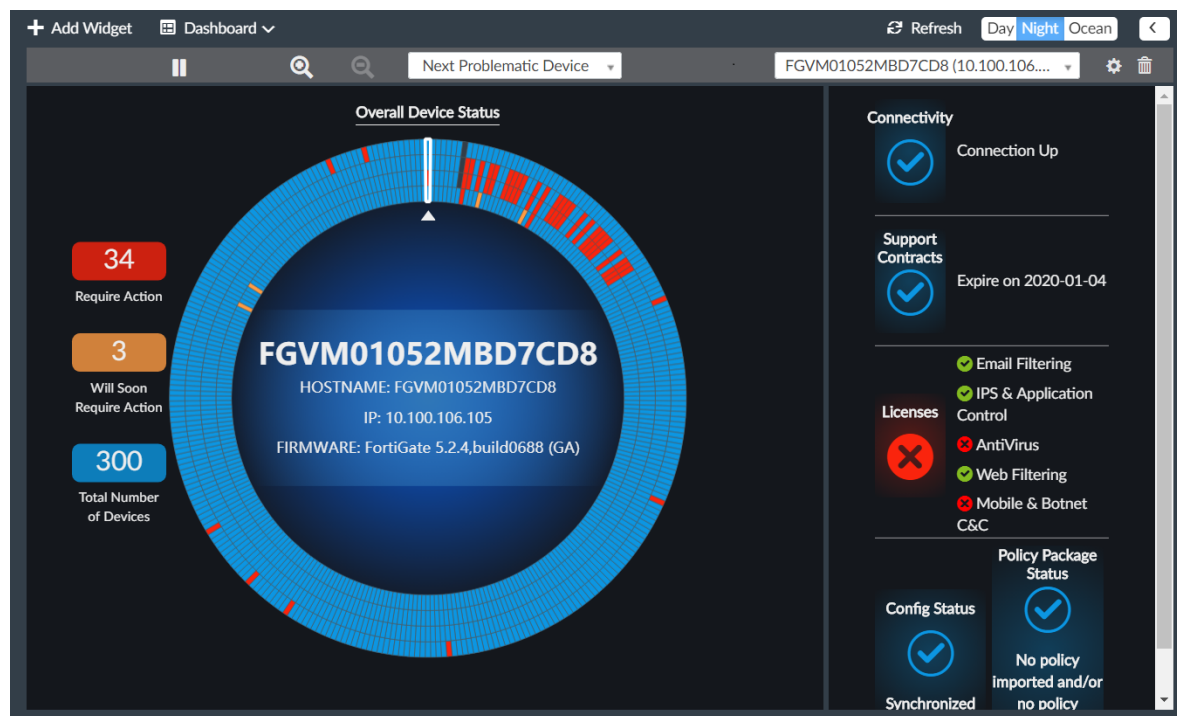 Add Widget
Dashboard
Refresh
Day Night Ocean
Next Problematic Device
FGVM01052MBD7CD8 (10.100.106....
Overall Device Status
34
Require Action
3
Will Soon
Require Action
300
Total Number
of Devices
FGVM01052MBD7CD8
HOSTNAME: FGVM01052MBD7CD8
IP: 10.100.106.105
FIRMWARE: FortiGate 5.2.4,build0688 (GA)
Connectivity
Connection Up
Support
Contracts
Expire on 2020-01-04
Licenses
Email Filtering
IPS & Application
Control
AntiVirus
Web Filtering
Mobile & Botnet
C&C
Config Status
Synchronized
Policy Package
Status
No policy
imported and/or
no policy